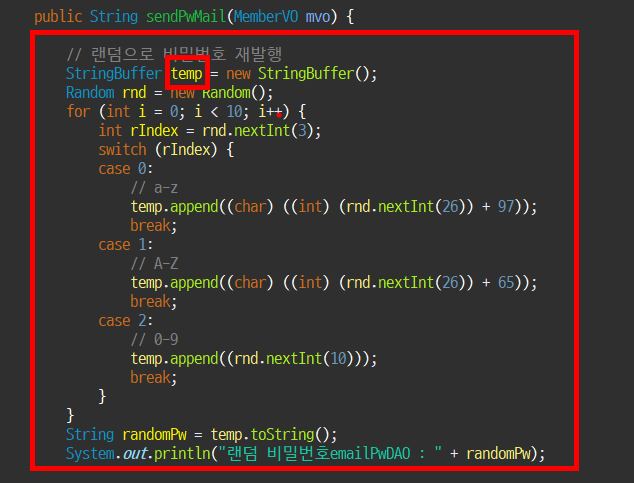 public String sendPwMail(MemberVO mvo) {
// 랜덤으로 비밀번호 재발행
StringBuffer temp = new StringBuffer();
Random rnd = new Random();
for (int i = 0; i < 10; i++) {
int rIndex = rnd.nextInt(3);
switch (rIndex) {
case 0:
// a-z
temp.append((char) ((int) (rnd.nextInt(26)) + 97));
break;
case 1:
// A-Z
temp.append((char) ((int) (rnd.nextInt(26)) + 65));
break;
case 2:
// 0-9
temp.append((rnd.nextInt(10)));
break;
}
}
String randomPw = temp.toString();
System.out.println("랜덤 비밀번호emailPwDAO : " + randomPw);